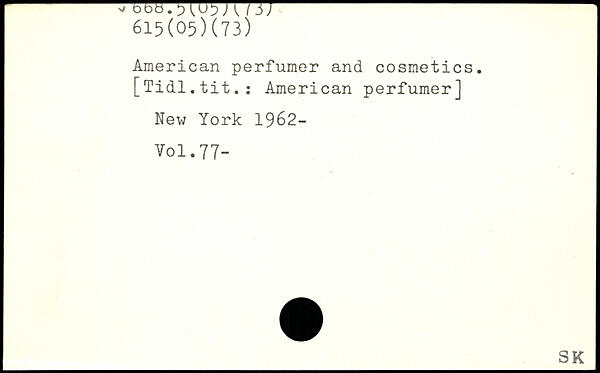 668.5(05)(73)
615(05)(73)
American perfumer and cosmetics.
[Tidl.tit.: American perfumer]
New York 1962-
Vol.77-
SK